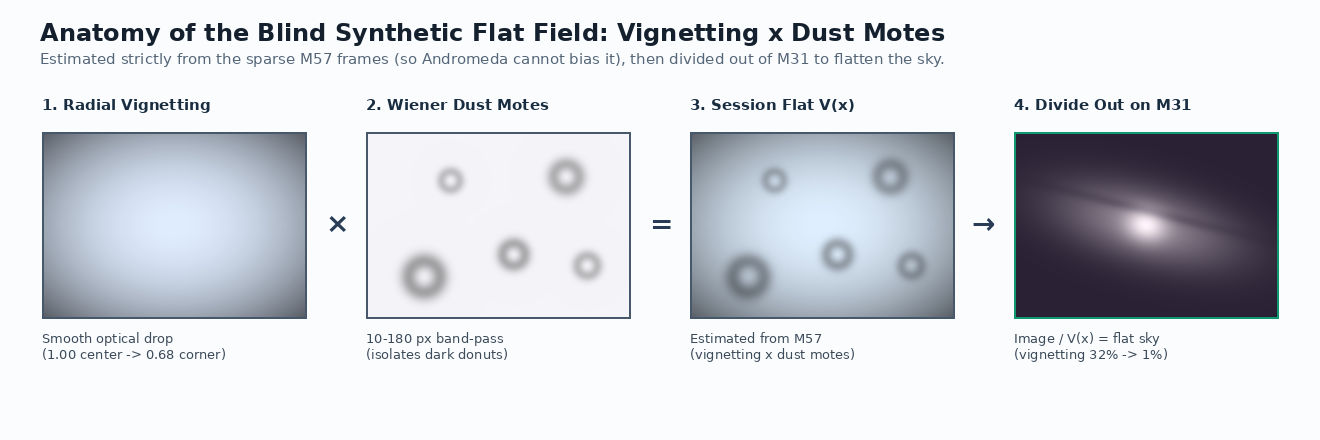 Anatomy of the Blind Synthetic Flat Field: Vignetting x Dust Motes
Estimated strictly from the sparse M57 frames (so Andromeda cannot bias it), then divided out of M31 to flatten the sky.
1. Radial Vignetting
2. Wiener Dust Motes
3. Session Flat V(x)
4. Divide Out on M31
×
=
→
Smooth optical drop
(1.00 center -> 0.68 corner)
10-180 px band-pass
(isolates dark donuts)
Estimated from M57
(vignetting x dust motes)
Image / V(x) = flat sky
(vignetting 32% -> 1%)